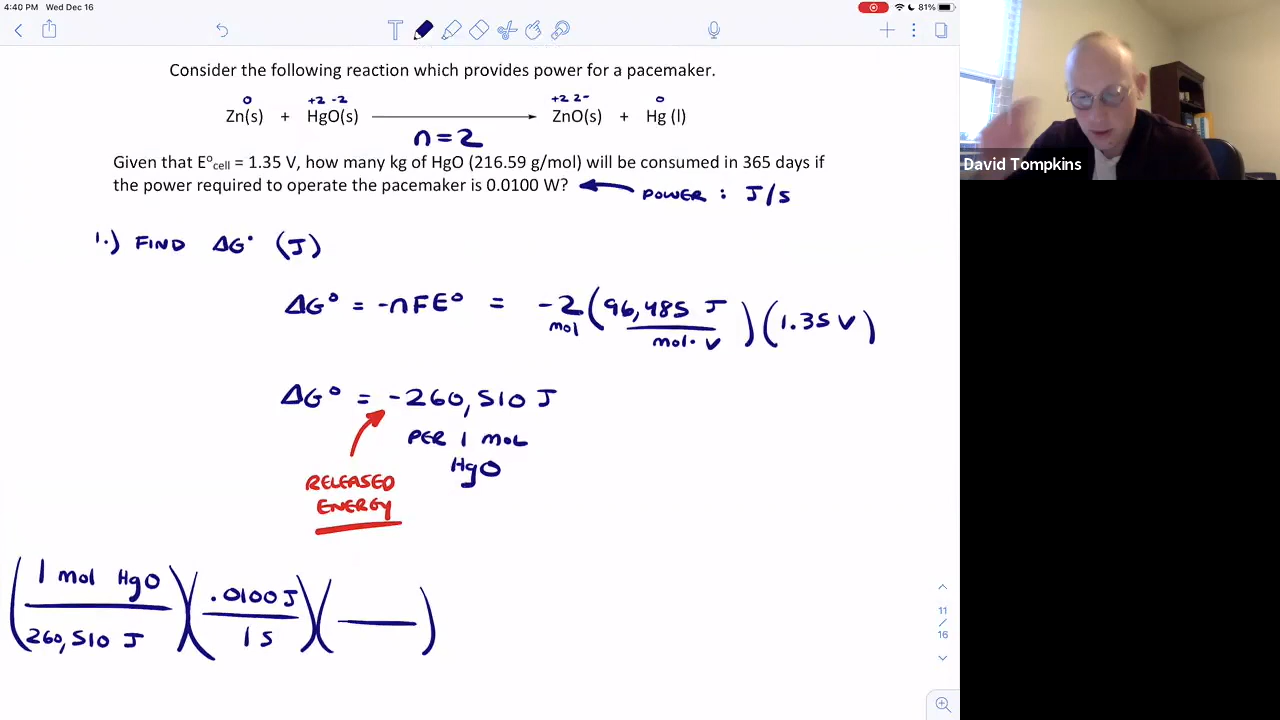 4:40 PM Wed Dec 16
81%
T
Consider the following reaction which provides power for a pacemaker.
0 +2 -2 +2 2- 0
Zn(s) + HgO(s) ZnO(s) + Hg (l)
n=2
Given that E°cell = 1.35 V, how many kg of HgO (216.59 g/mol) will be consumed in 365 days if
the power required to operate the pacemaker is 0.0100 W?
POWER : J/s
1.) FIND ΔG° (J)
ΔG° = -nFE° = -2 mol (96,485 J / mol·V) (1.35 V)
ΔG° = -260,510 J
PER 1 MOL
HgO
RELEASED
ENERGY
(1 mol HgO / 260,510 J) (.0100 J / 1 s) ( )
11
/
16
David Tompkins